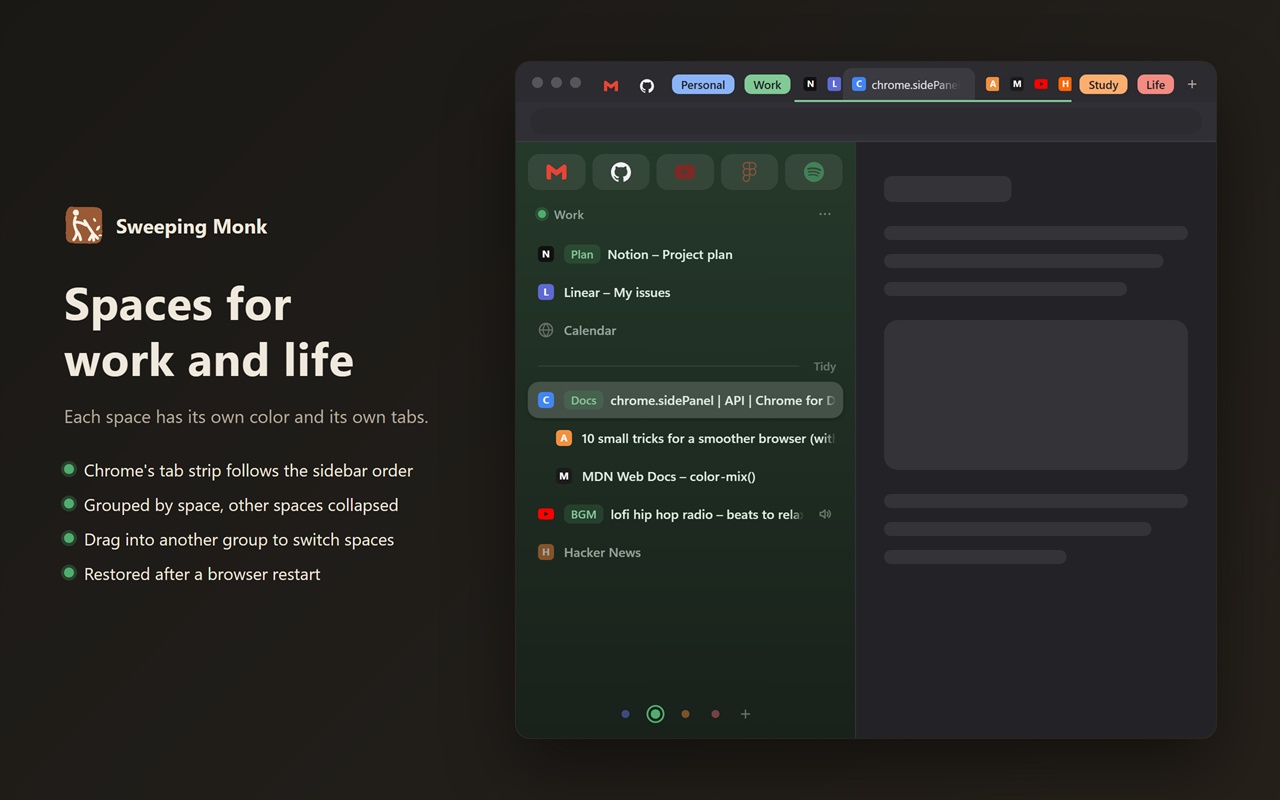 Sweeping Monk
Spaces for
work and life
Each space has its own color and its own tabs.
Chrome's tab strip follows the sidebar order
Grouped by space, other spaces collapsed
Drag into another group to switch spaces
Restored after a browser restart
Personal Work N L C chrome.sidePane A M H Study Life +
Work ...
N Plan Notion – Project plan
L Linear – My issues
Calendar
Tidy
C Docs chrome.sidePanel | API | Chrome for D
A 10 small tricks for a smoother browser (wit
M MDN Web Docs – color-mix()
BGM lofi hip hop radio – beats to rela
H Hacker News
+